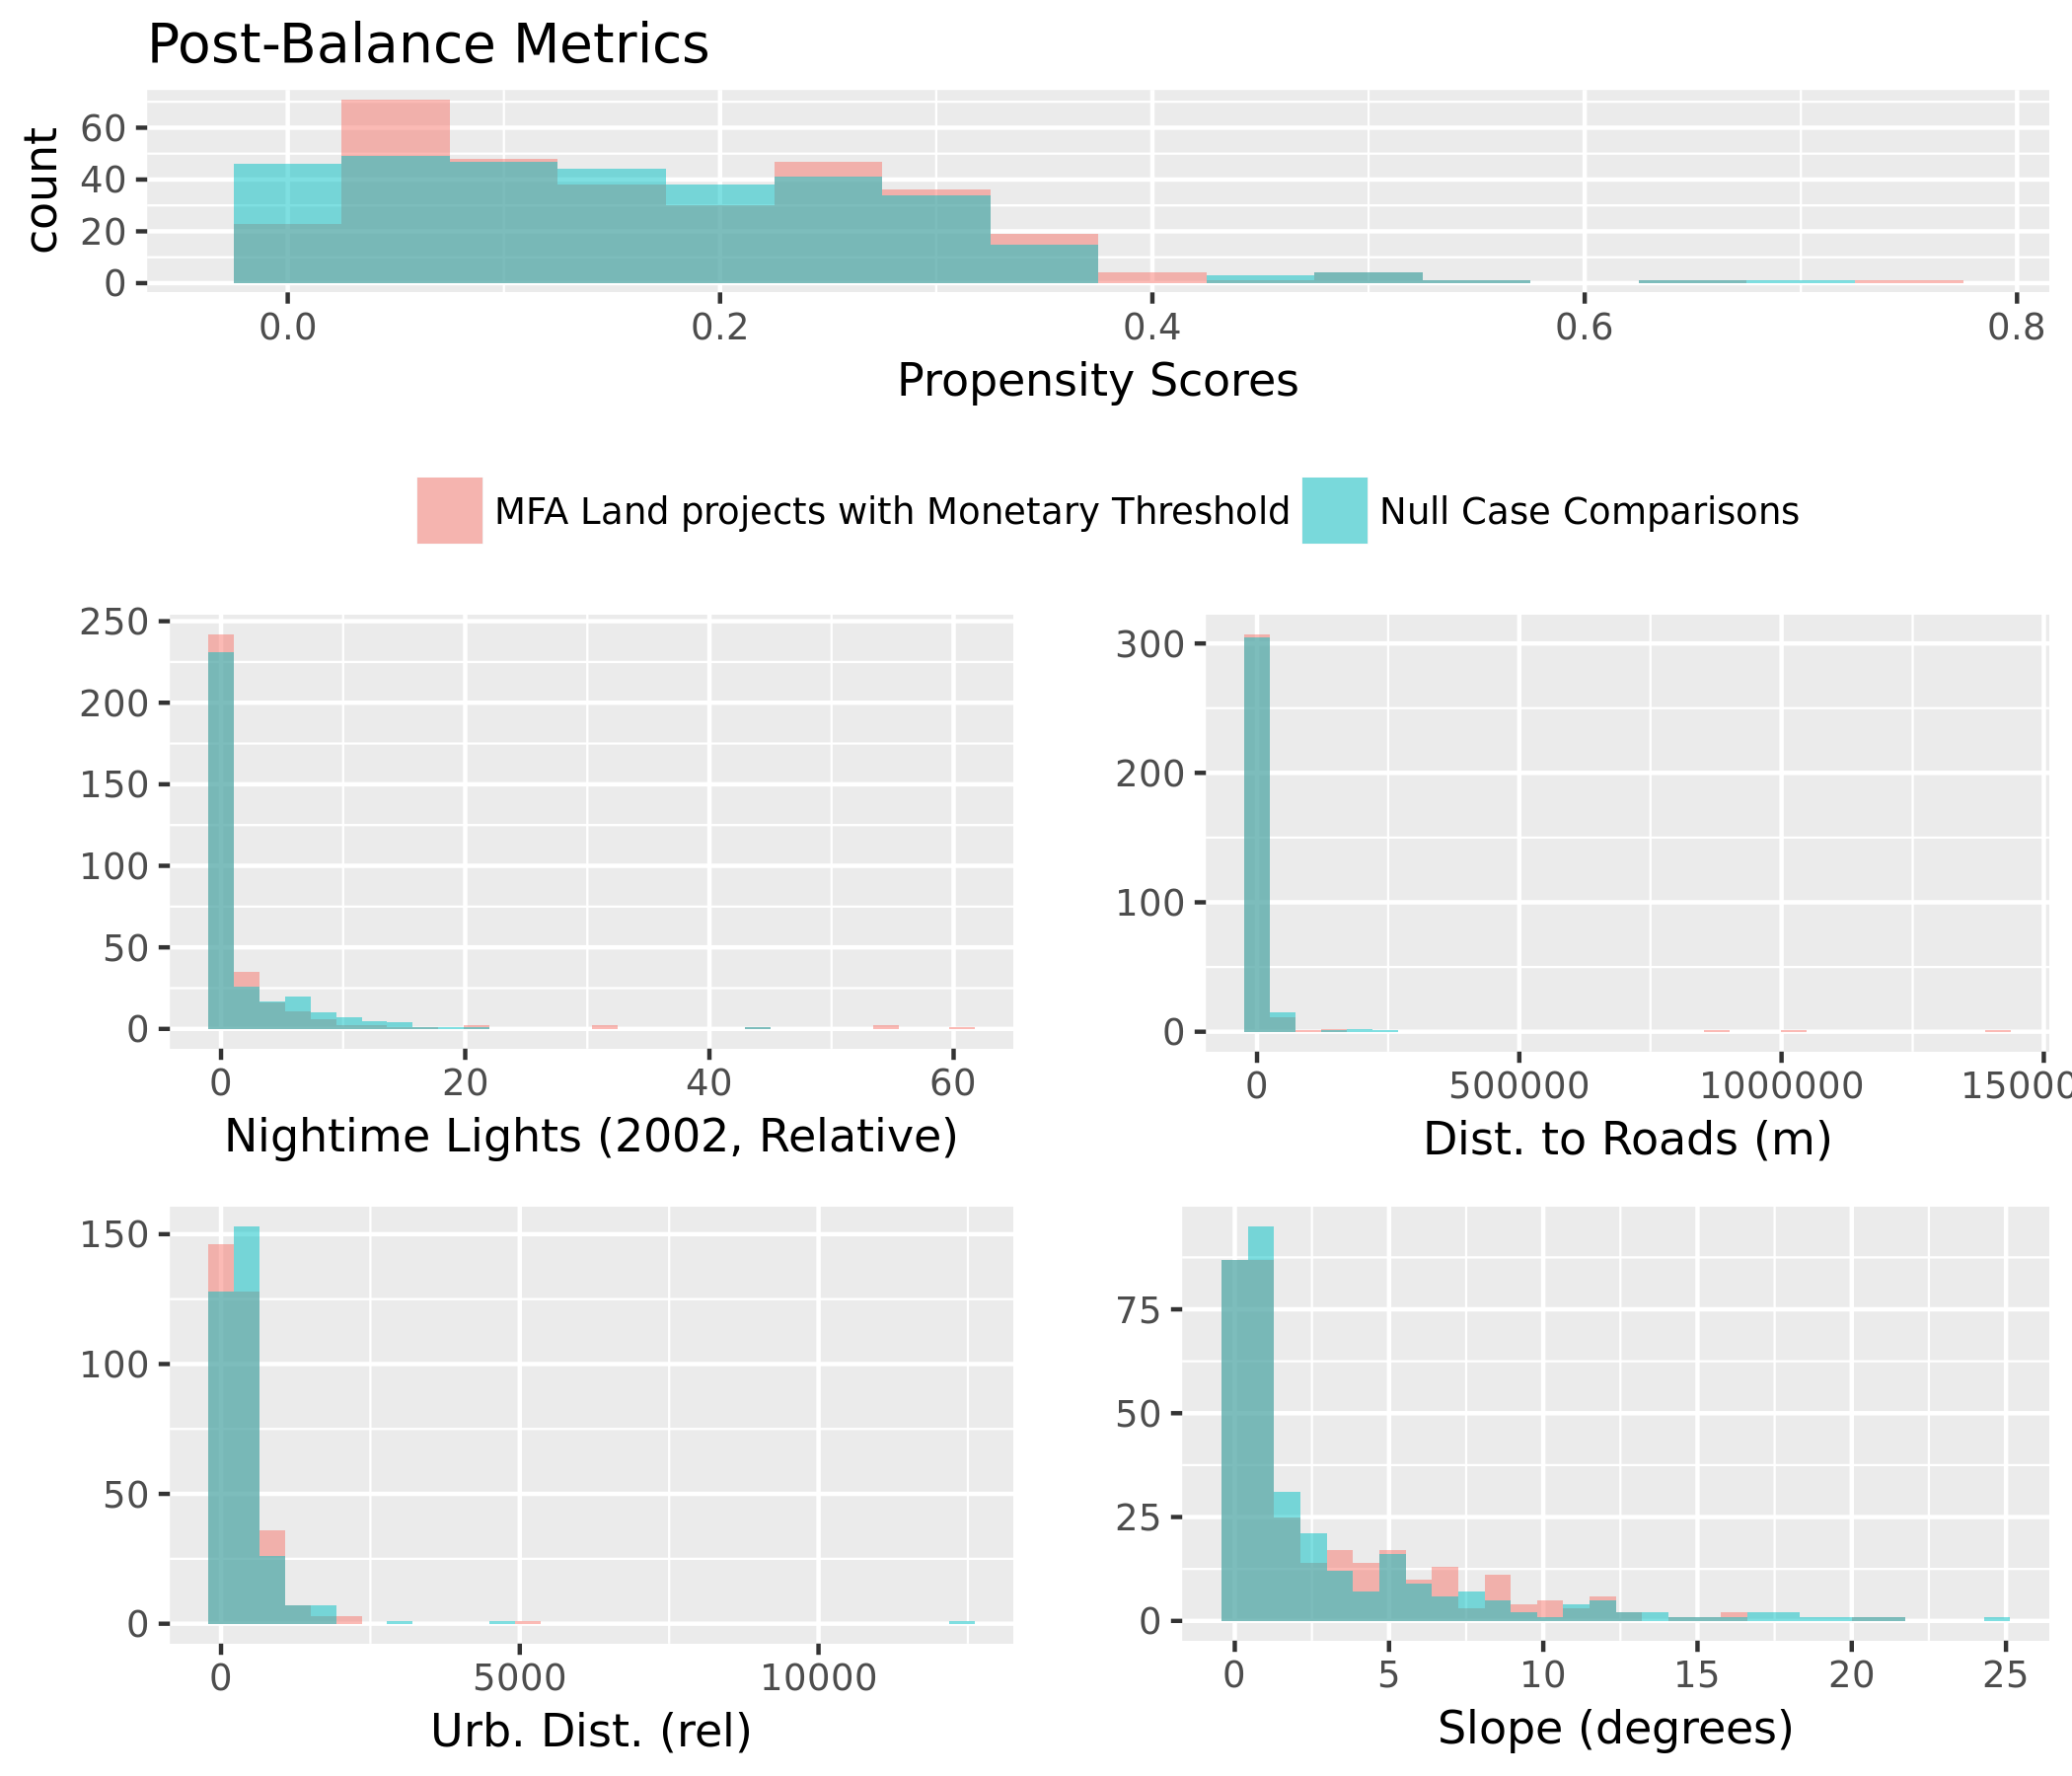 Post-Balance Metrics
count
60
40
20
0
0.0 0.2 0.4 0.6 0.8
Propensity Scores
MFA Land projects with Monetary Threshold Null Case Comparisons
250
200
150
100
50
0
0 20 40 60
Nightime Lights (2002, Relative)
300
200
100
0
0 500000 1000000 15000
Dist. to Roads (m)
150
100
50
0
0 5000 10000
Urb. Dist. (rel)
75
50
25
0
0 5 10 15 20 25
Slope (degrees)